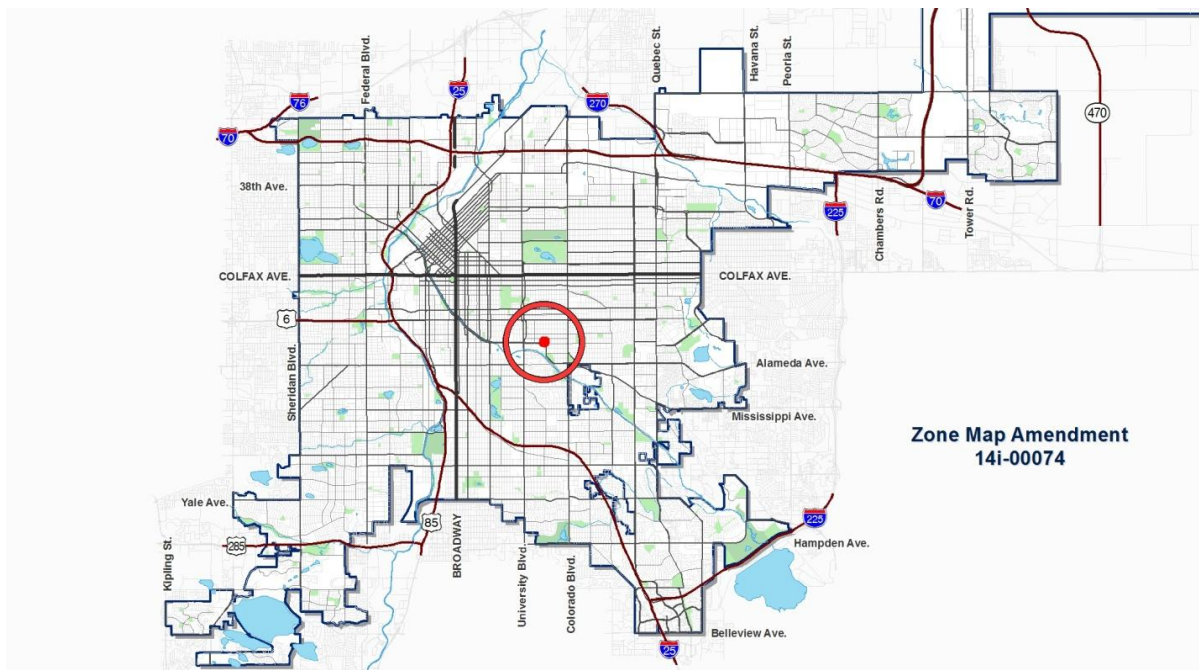 Federal Blvd.
Quebec St.
Havana St.
Peoria St.
76
25
270
70
470
38th Ave.
225
70
Chambers Rd.
Tower Rd.
COLFAX AVE.
COLFAX AVE.
6
Sheridan Blvd.
Alameda Ave.
Mississippi Ave.
Zone Map Amendment
14i-00074
Yale Ave.
85
225
285
Hampden Ave.
Kipling St.
BROADWAY
University Blvd.
Colorado Blvd.
Belleview Ave.
25